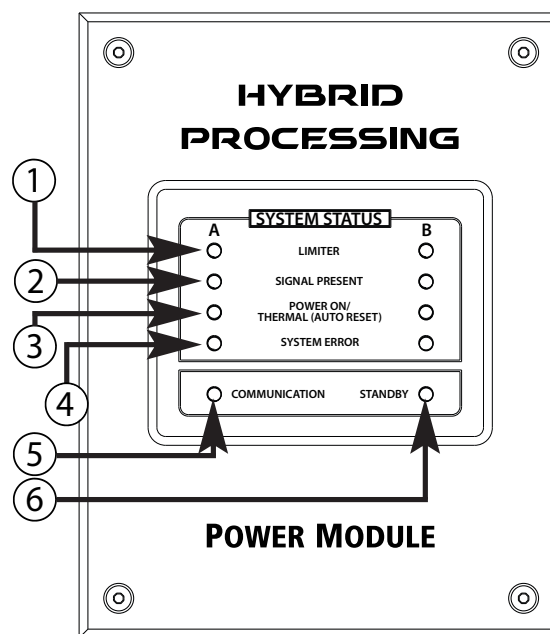 HYBRID
PROCESSING
1
SYSTEM STATUS
A
B
LIMITER
2
SIGNAL PRESENT
3
POWER ON/
THERMAL (AUTO RESET)
4
SYSTEM ERROR
5
COMMUNICATION
STANDBY
6
POWER MODULE